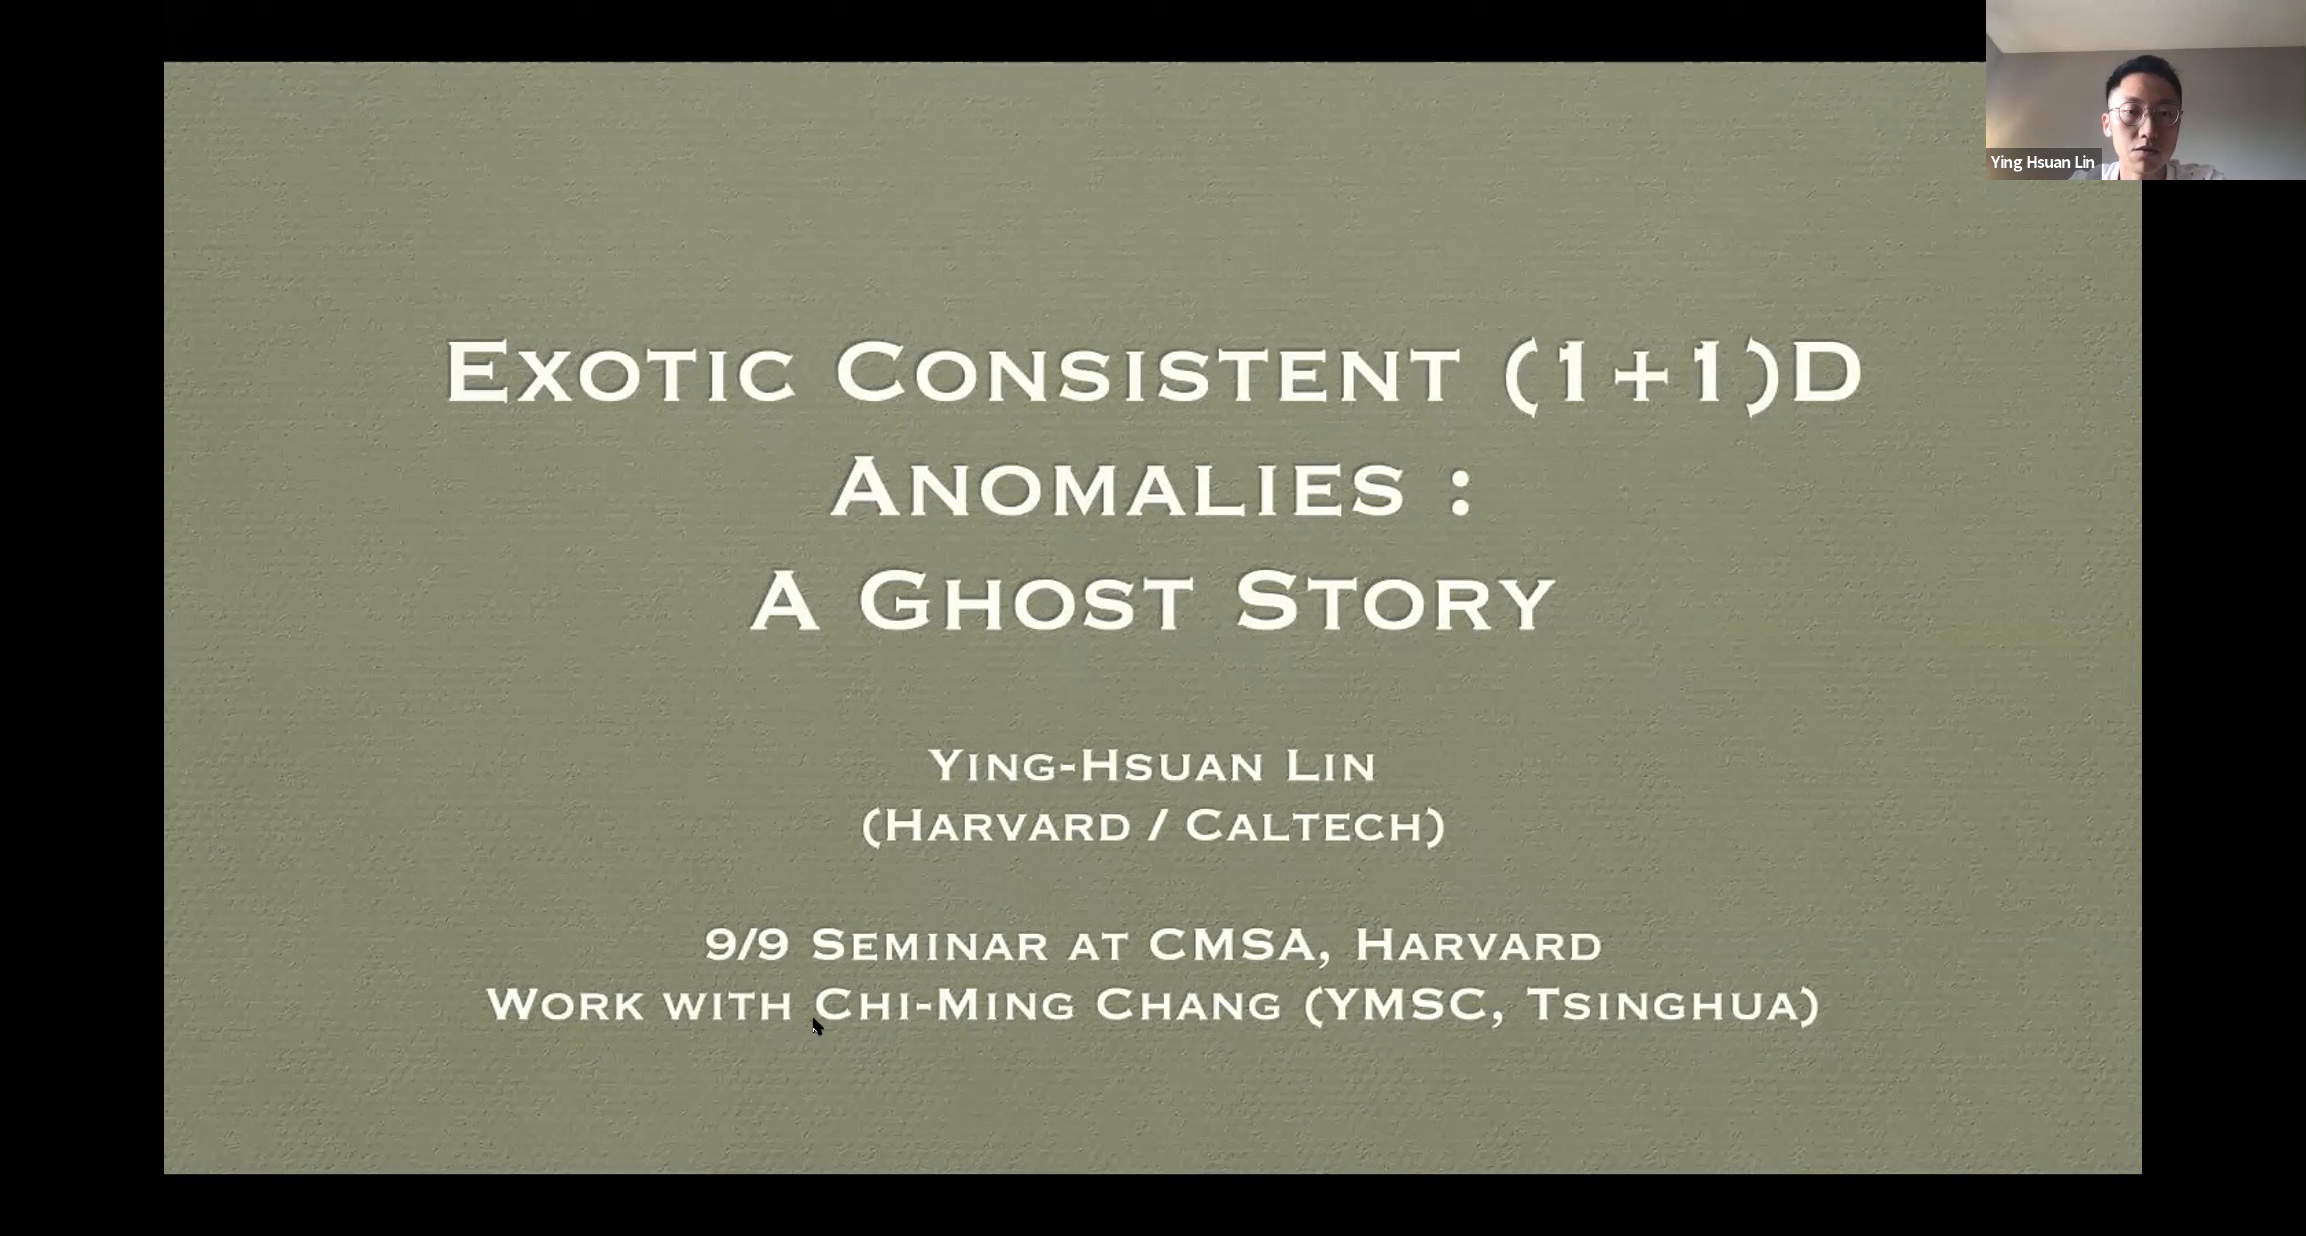 Exotic Consistent (1+1)D
Anomalies :
A Ghost Story
Ying-Hsuan Lin
(Harvard / Caltech)
9/9 Seminar at CMSA, Harvard
Work with Chi-Ming Chang (YMSC, Tsinghua)
Ying Hsuan Lin